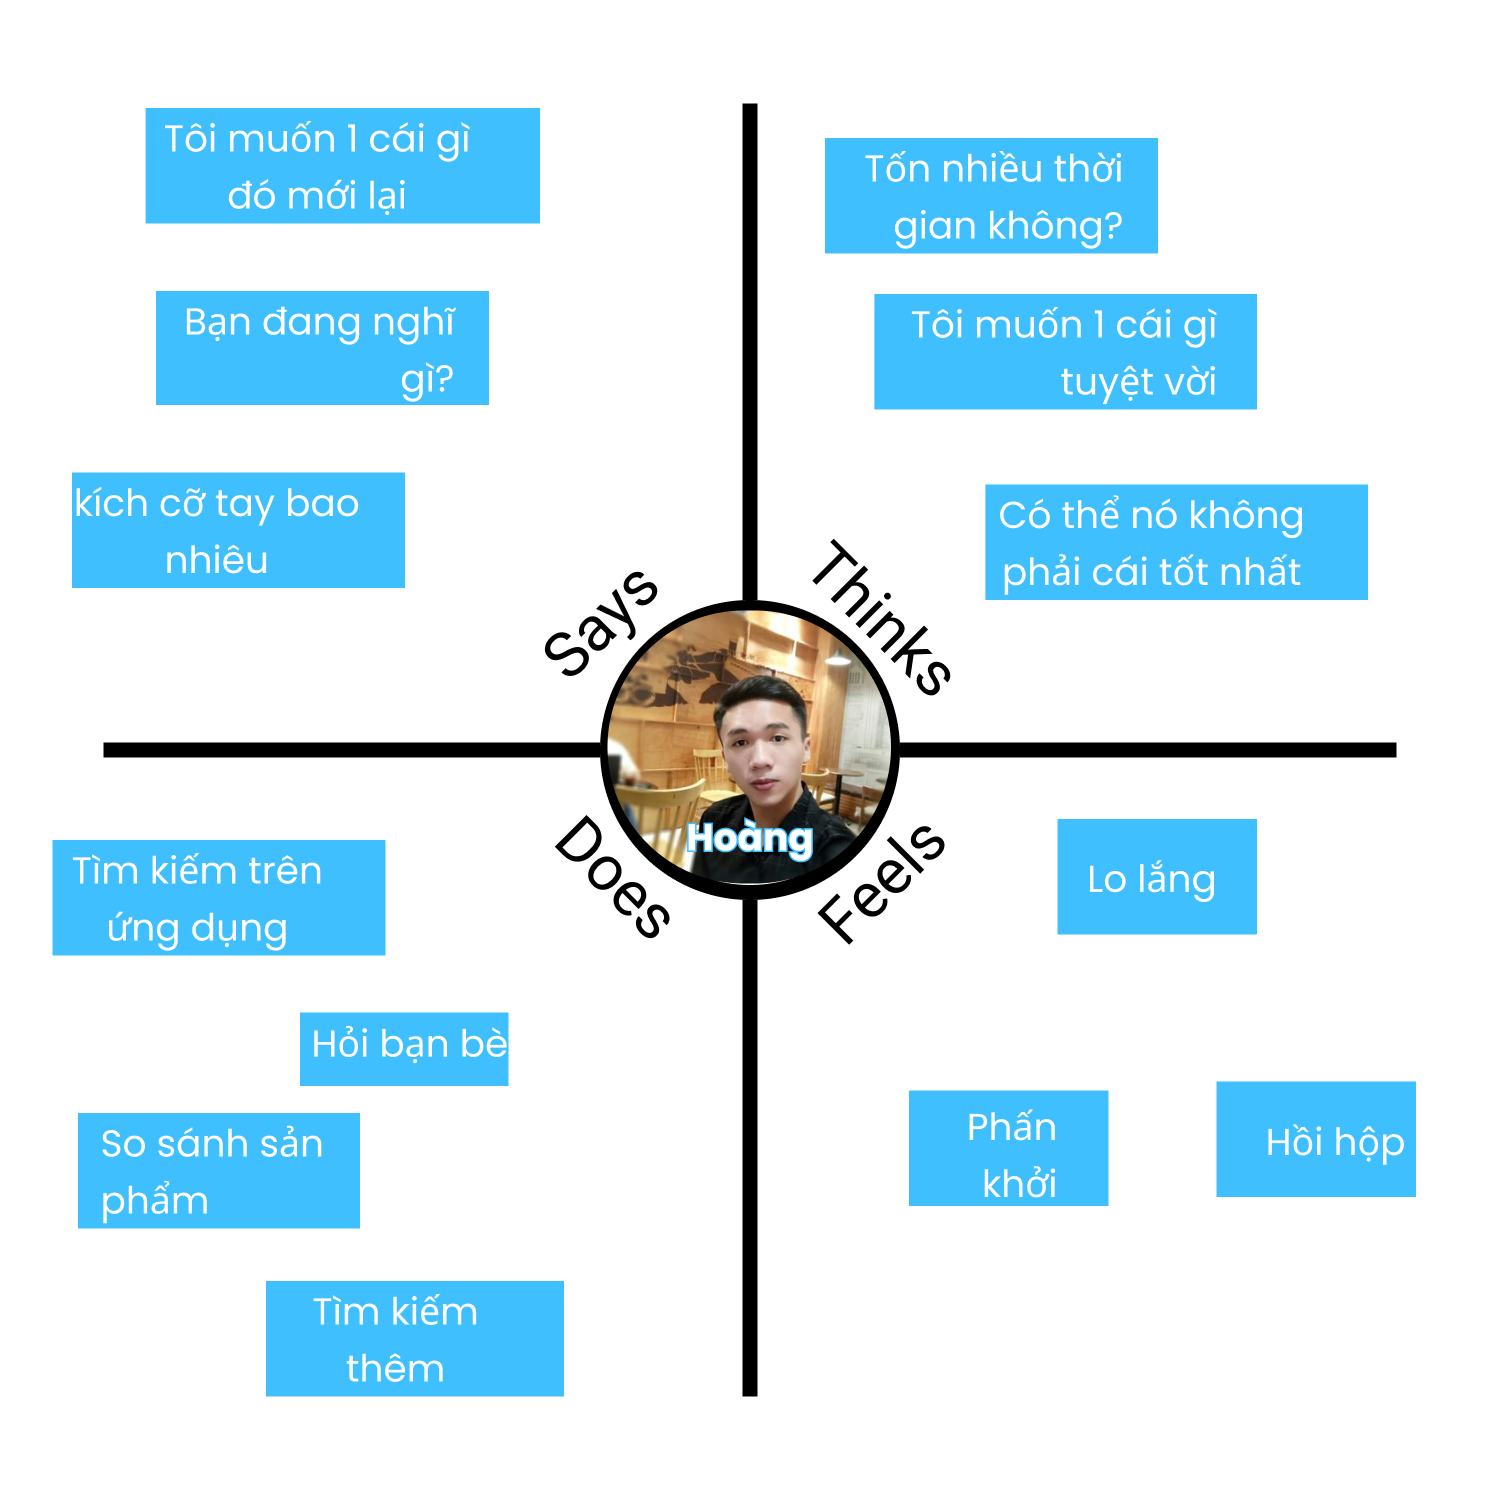 Tôi muốn 1 cái gì
đó mới lại
Bạn đang nghĩ
gì?
kích cỡ tay bao
nhiêu
Says
Tốn nhiều thời
gian không?
Tôi muốn 1 cái gì
tuyệt vời
Có thể nó không
phải cái tốt nhất
Thinks
Hoàng
Does
Tìm kiếm trên
ứng dụng
Hỏi bạn bè
So sánh sản
phẩm
Tìm kiếm
thêm
Feels
Lo lắng
Phấn
khởi
Hồi hộp